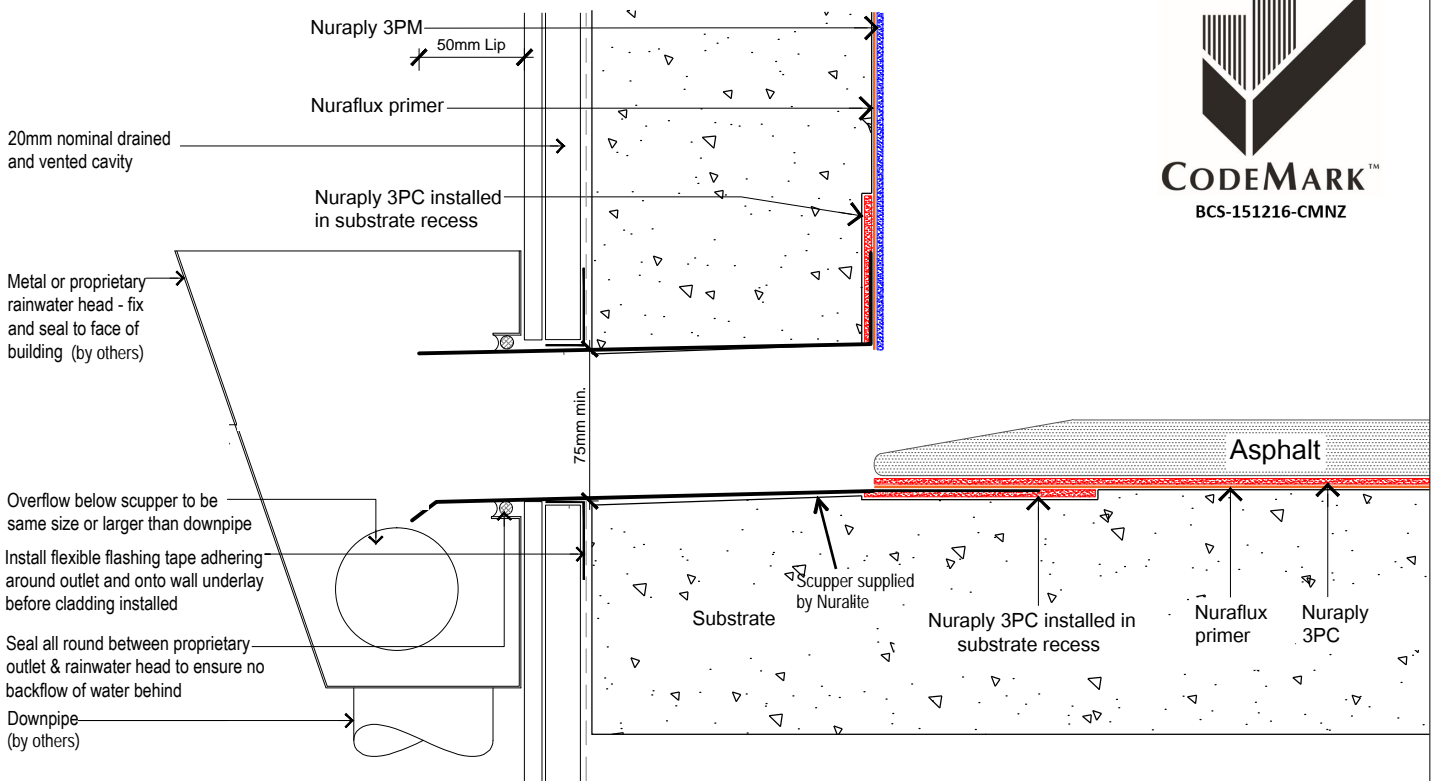 Nuraply 3PM
50mm Lip
Nuraflux primer
20mm nominal drained
and vented cavity
Nuraply 3PC installed
in substrate recess
CODEMARK™
BCS-151216-CMNZ
Metal or proprietary
rainwater head - fix
and seal to face of
building (by others)
75mm min.
Asphalt
Overflow below scupper to be
same size or larger than downpipe
Install flexible flashing tape adhering
around outlet and onto wall underlay
before cladding installed
Scupper supplied
by Nuralite
Substrate
Nuraply 3PC installed in
substrate recess
Nuraflux
primer
Nuraply
3PC
Seal all round between proprietary
outlet & rainwater head to ensure no
backflow of water behind
Downpipe
(by others)